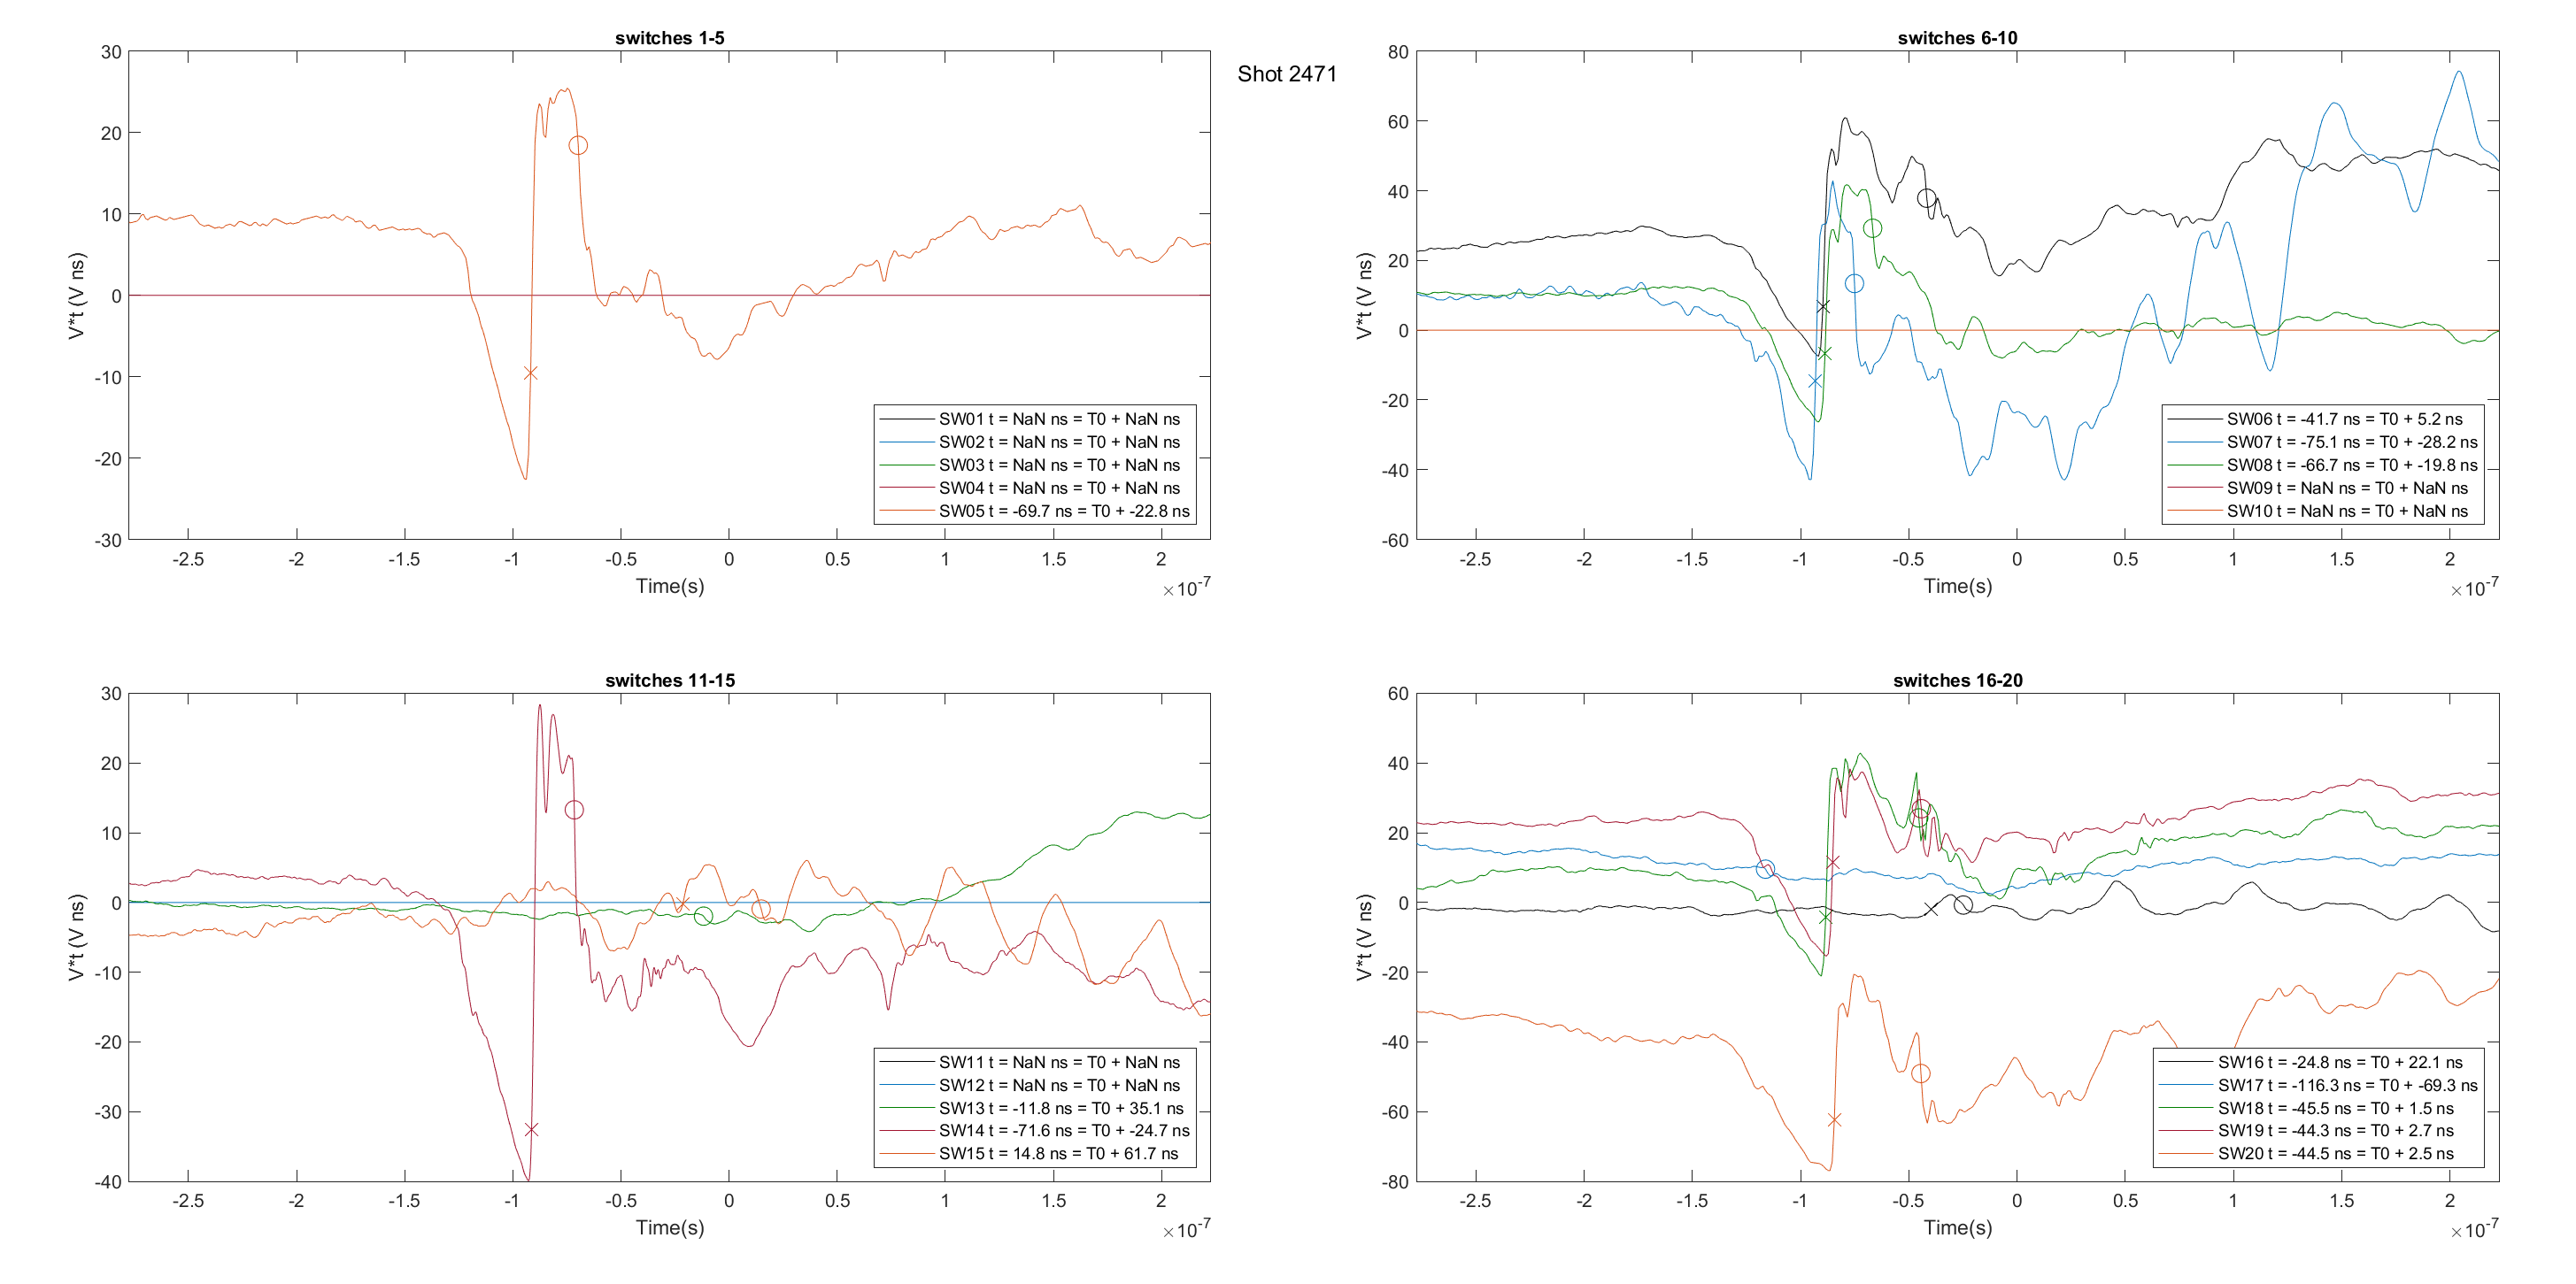 Shot 2471
switches 1-5
30
20
10
0
-10
-20
-30
V*t (V ns)
-2.5 -2 -1.5 -1 -0.5 0 0.5 1 1.5 2
Time(s)
×10-7
SW01 t = NaN ns = T0 + NaN ns
SW02 t = NaN ns = T0 + NaN ns
SW03 t = NaN ns = T0 + NaN ns
SW04 t = NaN ns = T0 + NaN ns
SW05 t = -69.7 ns = T0 + -22.8 ns
switches 6-10
80
60
40
20
0
-20
-40
-60
V*t (V ns)
-2.5 -2 -1.5 -1 -0.5 0 0.5 1 1.5 2
Time(s)
×10-7
SW06 t = -41.7 ns = T0 + 5.2 ns
SW07 t = -75.1 ns = T0 + -28.2 ns
SW08 t = -66.7 ns = T0 + -19.8 ns
SW09 t = NaN ns = T0 + NaN ns
SW10 t = NaN ns = T0 + NaN ns
switches 11-15
30
20
10
0
-10
-20
-30
-40
V*t (V ns)
-2.5 -2 -1.5 -1 -0.5 0 0.5 1 1.5 2
Time(s)
×10-7
SW11 t = NaN ns = T0 + NaN ns
SW12 t = NaN ns = T0 + NaN ns
SW13 t = -11.8 ns = T0 + 35.1 ns
SW14 t = -71.6 ns = T0 + -24.7 ns
SW15 t = 14.8 ns = T0 + 61.7 ns
switches 16-20
60
40
20
0
-20
-40
-60
-80
V*t (V ns)
-2.5 -2 -1.5 -1 -0.5 0 0.5 1 1.5 2
Time(s)
×10-7
SW16 t = -24.8 ns = T0 + 22.1 ns
SW17 t = -116.3 ns = T0 + -69.3 ns
SW18 t = -45.5 ns = T0 + 1.5 ns
SW19 t = -44.3 ns = T0 + 2.7 ns
SW20 t = -44.5 ns = T0 + 2.5 ns